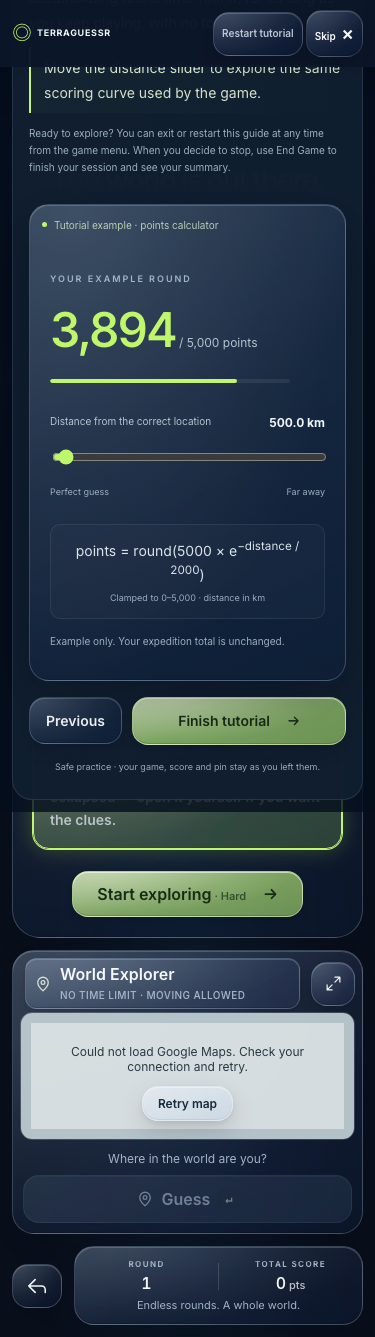 TERRAGUESSR
Restart tutorial
Skip ✕
Move the distance slider to explore the same
scoring curve used by the game.
Ready to explore? You can exit or restart this guide at any time
from the game menu. When you decide to stop, use End Game to
finish your session and see your summary.
Tutorial example · points calculator
YOUR EXAMPLE ROUND
3,894 / 5,000 points
Distance from the correct location 500.0 km
Perfect guess Far away
points = round(5000 × e−distance /
2000)
Clamped to 0–5,000 · distance in km
Example only. Your expedition total is unchanged.
Previous
Finish tutorial →
Safe practice · your game, score and pin stay as you left them.
the clues.
Start exploring · Hard →
World Explorer
NO TIME LIMIT · MOVING ALLOWED
Could not load Google Maps. Check your
connection and retry.
Retry map
Where in the world are you?
Guess ↵
ROUND TOTAL SCORE
1 0 pts
Endless rounds. A whole world.